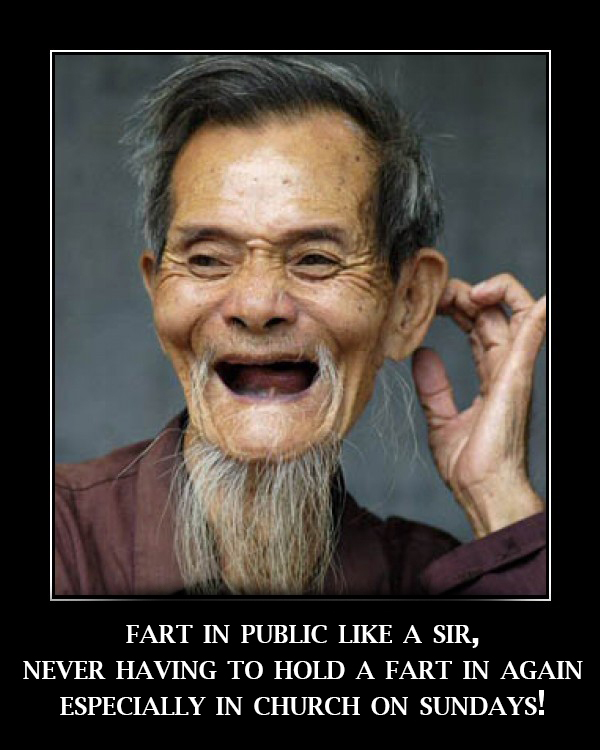 FART IN PUBLIC LIKE A SIR,
NEVER HAVING TO HOLD A FART IN AGAIN
ESPECIALLY IN CHURCH ON SUNDAYS!